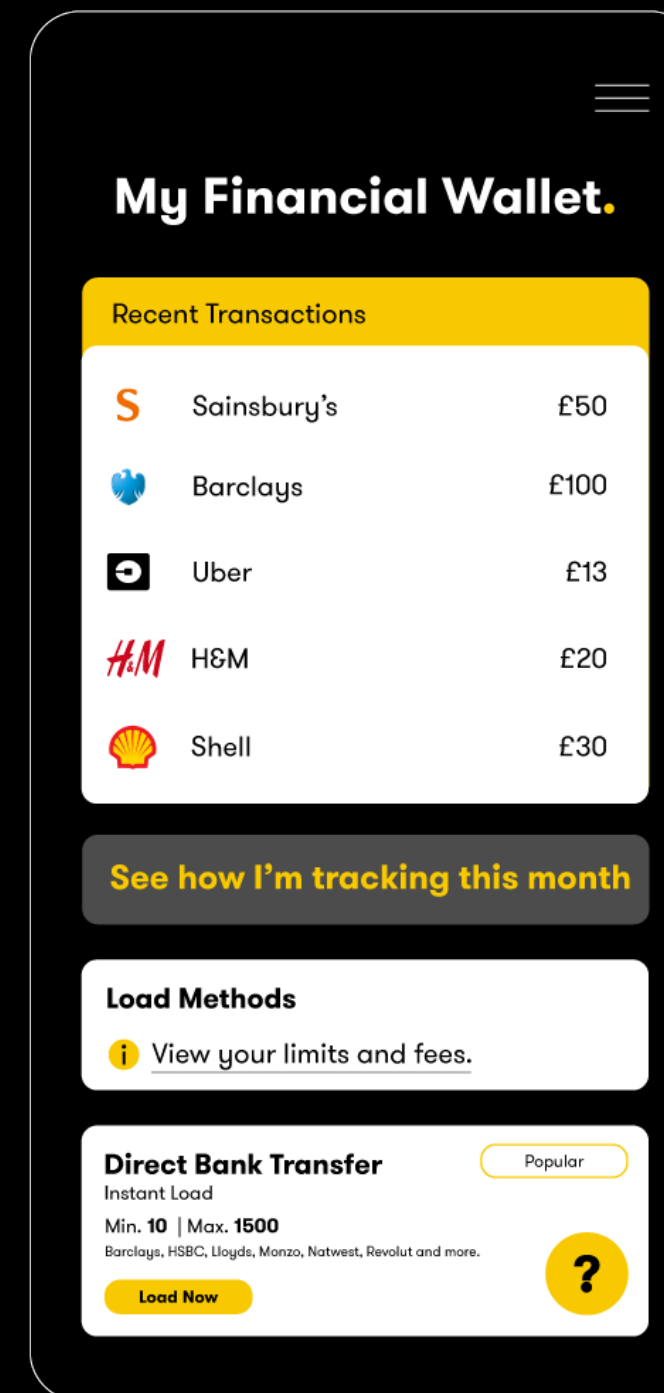 My Financial Wallet.
Recent Transactions
S Sainsbury's £50
Barclays £100
Uber £13
H&M H&M £20
Shell £30
See how I'm tracking this month
Load Methods
i View your limits and fees.
Direct Bank Transfer Popular
Instant Load
Min. 10 | Max. 1500
Barclays, HSBC, Lloyds, Monzo, Natwest, Revolut and more.
Load Now ?